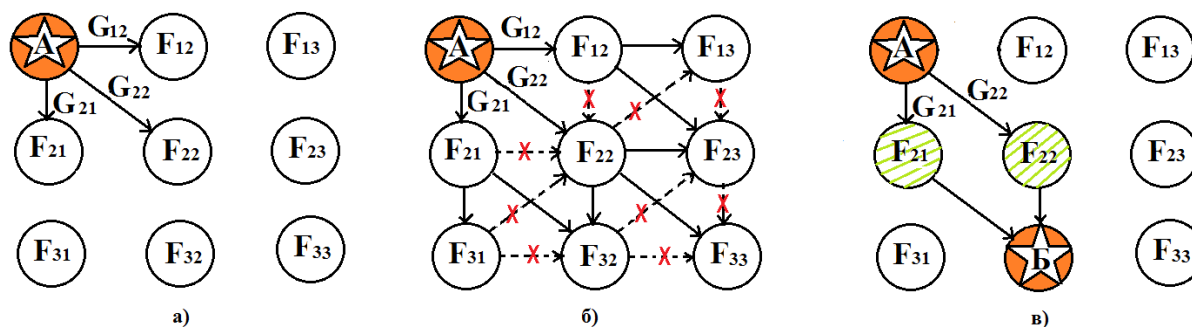 А G12 F12 F13
G21 G22
F21 F22 F23
F31 F32 F33
а)
А G12 F12 F13
G21 G22 X X X
F21 X F22 F23
X X X
F31 X F32 X F33
б)
А F12 F13
G21 G22
F21 F22 F23
F31 Б F33
в)